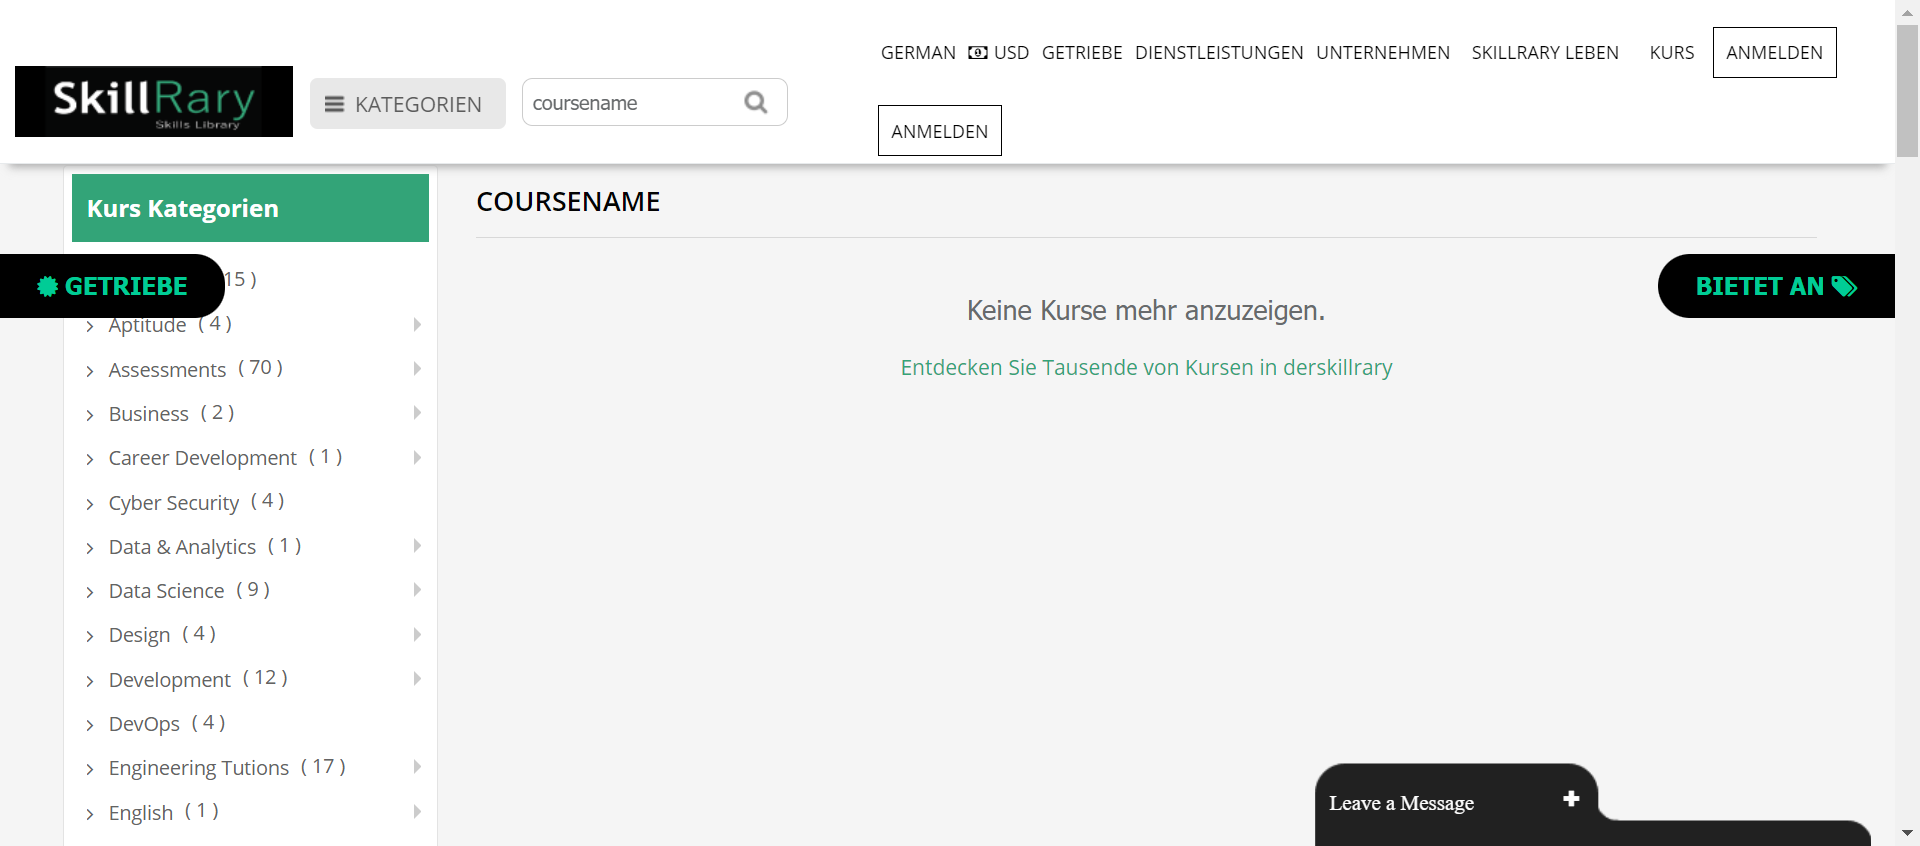 GERMAN USD GETRIEBE DIENSTLEISTUNGEN UNTERNEHMEN SKILLRARY LEBEN KURS ANMELDEN
SkillRary
Skills Library
KATEGORIEN
coursename
ANMELDEN
Kurs Kategorien
COURSENAME
GETRIEBE
15 )
BIETET AN
Keine Kurse mehr anzuzeigen.
Entdecken Sie Tausende von Kursen in derskillrary
Aptitude ( 4 )
Assessments ( 70 )
Business ( 2 )
Career Development ( 1 )
Cyber Security ( 4 )
Data & Analytics ( 1 )
Data Science ( 9 )
Design ( 4 )
Development ( 12 )
DevOps ( 4 )
Engineering Tutions ( 17 )
English ( 1 )
Leave a Message